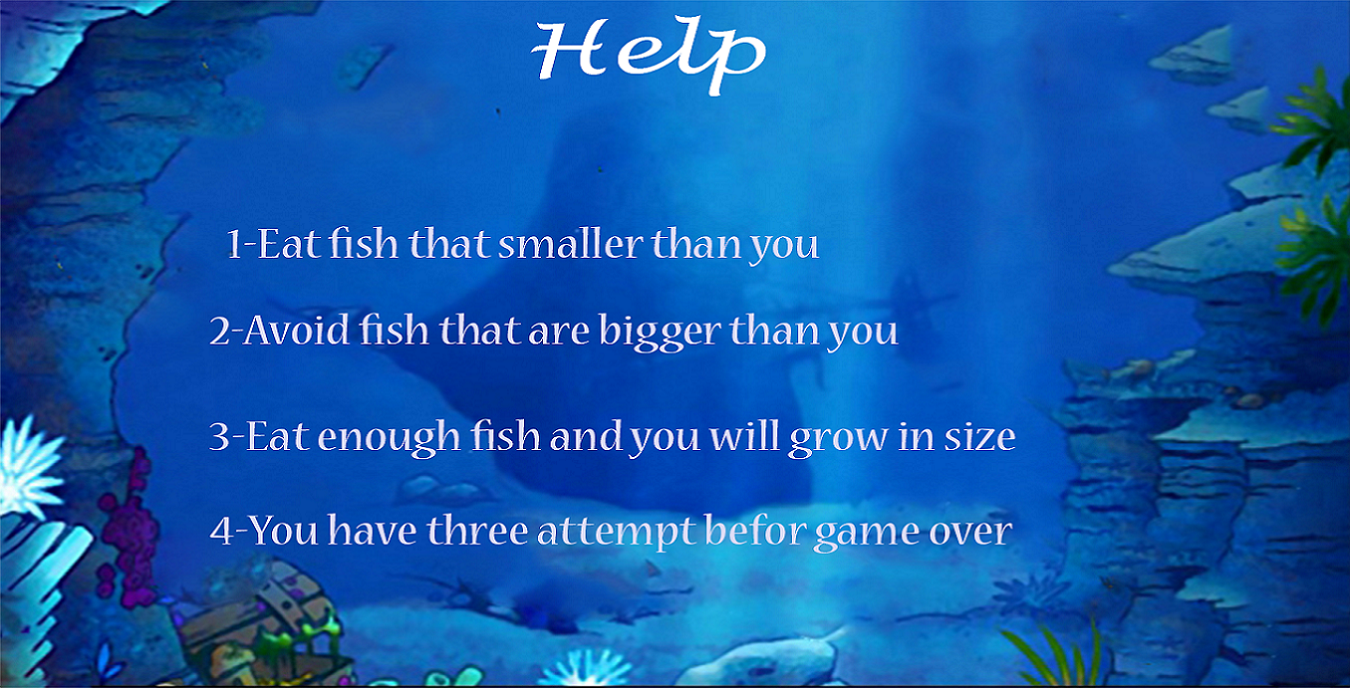 Help
1-Eat fish that smaller than you
2-Avoid fish that are bigger than you
3-Eat enough fish and you will grow in size
4-You have three attempt befor game over